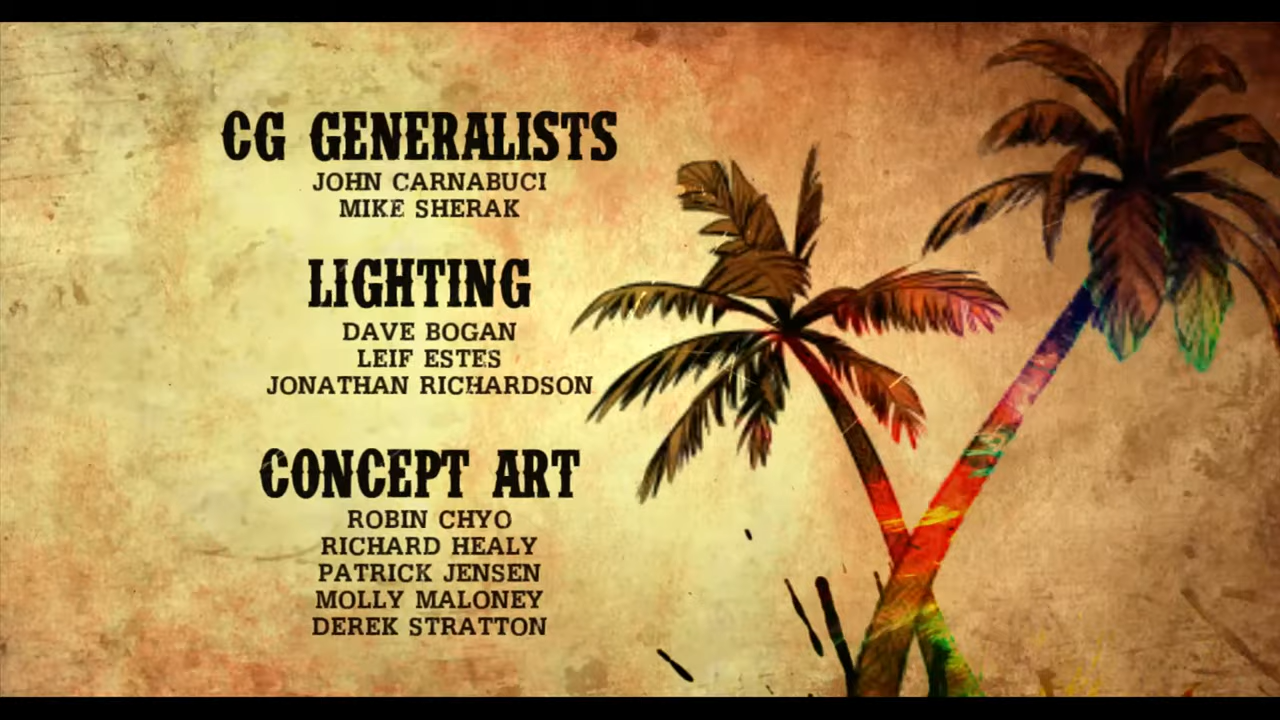 CG GENERALISTS
JOHN CARNABUCI
MIKE SHERAK
LIGHTING
DAVE BOGAN
LEIF ESTES
JONATHAN RICHARDSON
CONCEPT ART
ROBIN CHYO
RICHARD HEALY
PATRICK JENSEN
MOLLY MALONEY
DEREK STRATTON